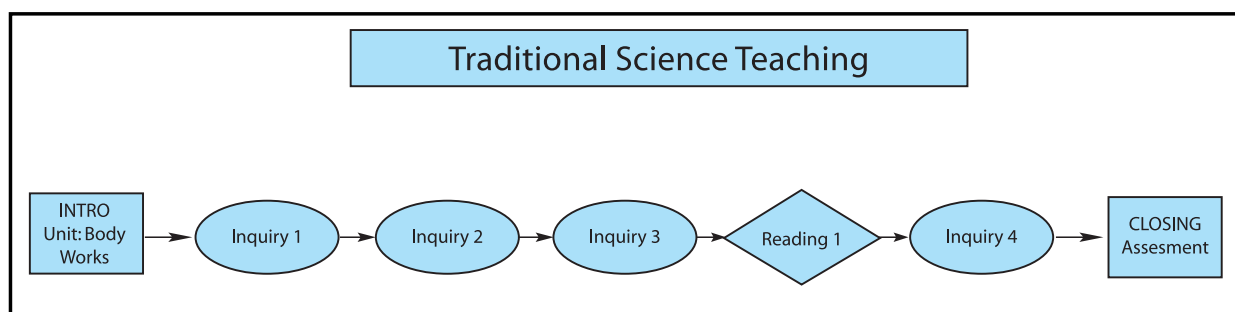 Traditional Science Teaching
INTRO
Unit: Body
Works
Inquiry 1
Inquiry 2
Inquiry 3
Reading 1
Inquiry 4
CLOSING
Assesment